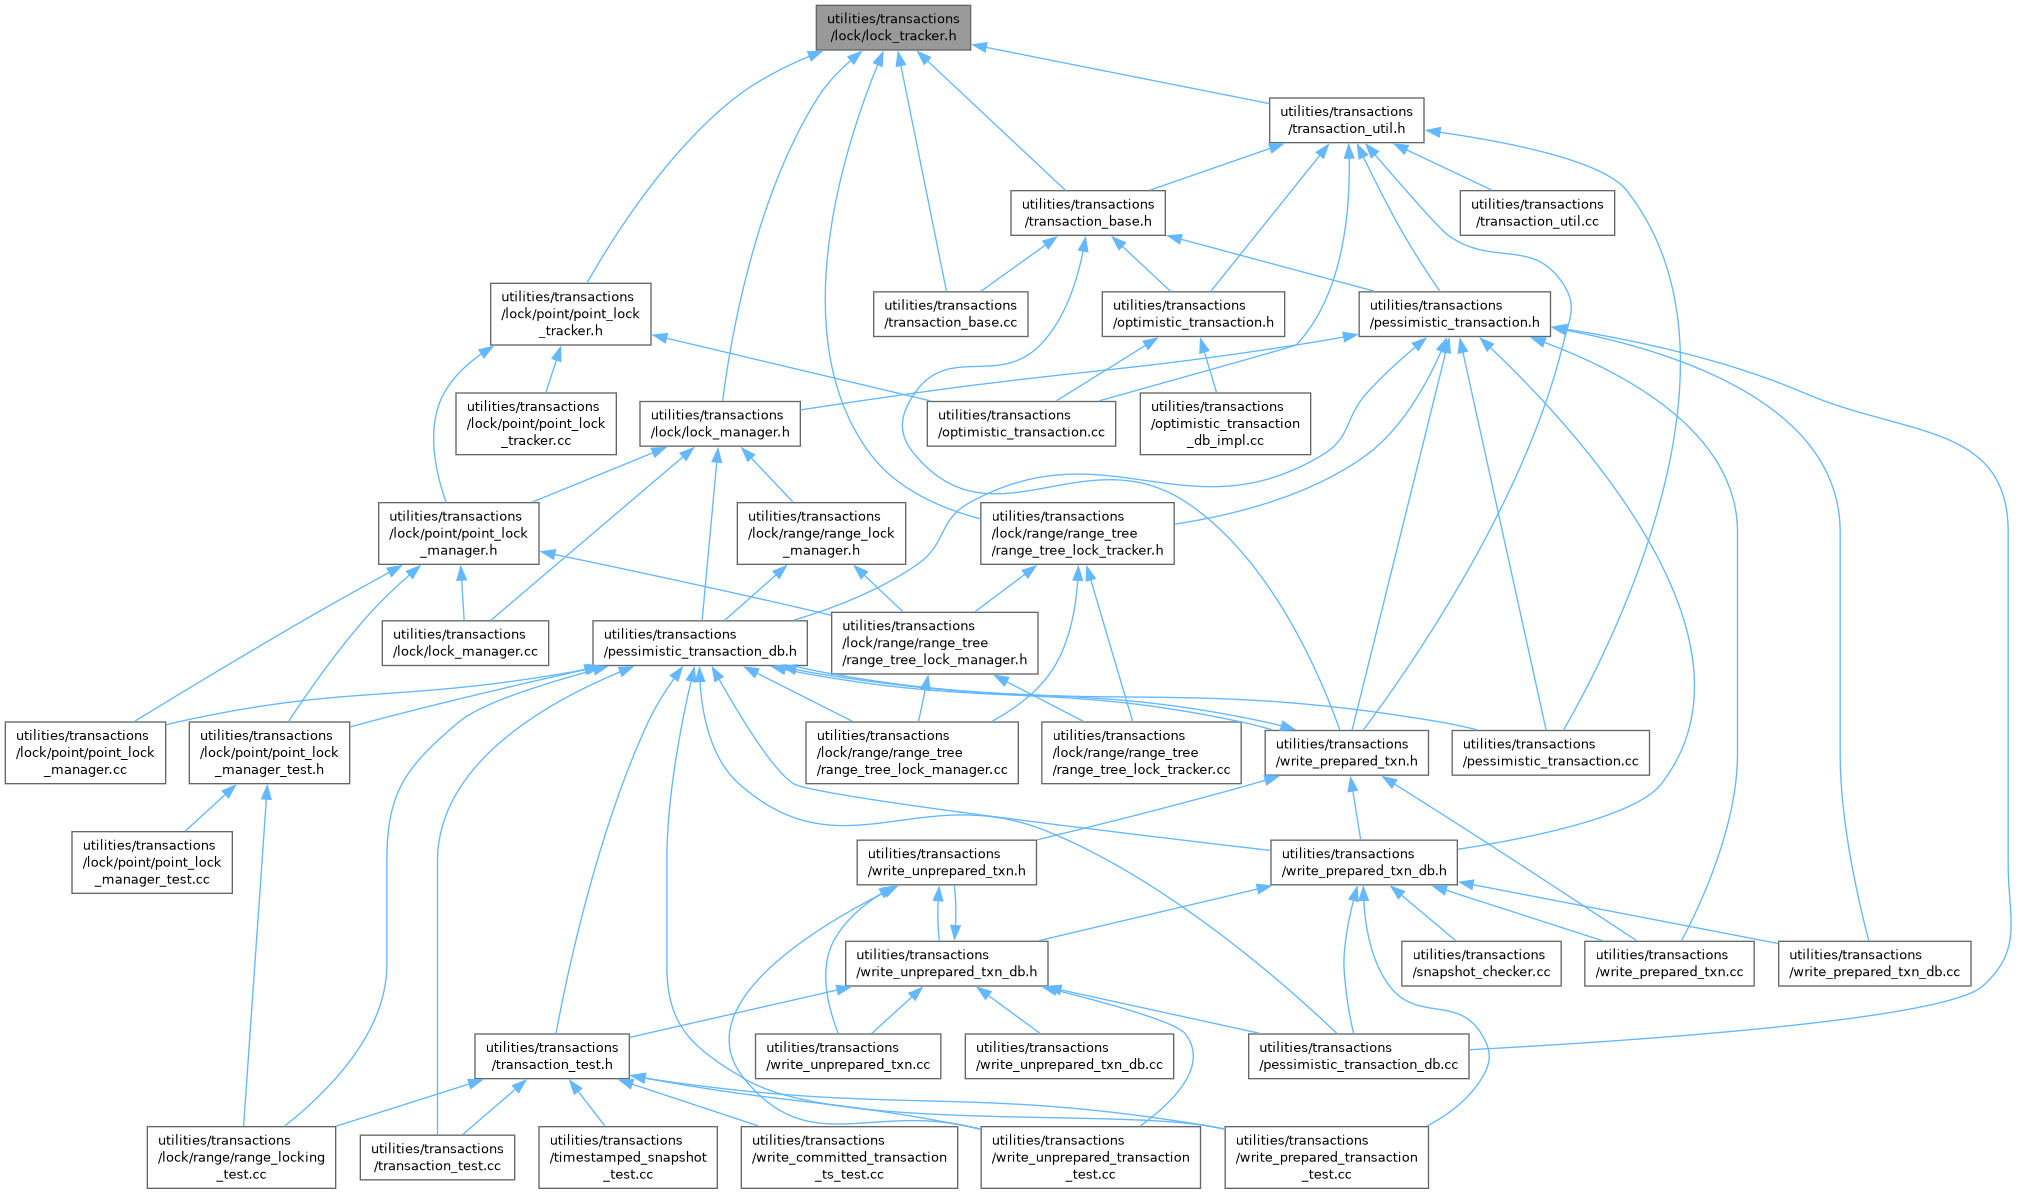 utilities/transactions
/lock/lock_tracker.h
utilities/transactions
/transaction_util.h
utilities/transactions
/transaction_base.h
utilities/transactions
/transaction_util.cc
utilities/transactions
/lock/point/point_lock
_tracker.h
utilities/transactions
/transaction_base.cc
utilities/transactions
/optimistic_transaction.h
utilities/transactions
/pessimistic_transaction.h
utilities/transactions
/lock/point/point_lock
_tracker.cc
utilities/transactions
/lock/lock_manager.h
utilities/transactions
/optimistic_transaction.cc
utilities/transactions
/optimistic_transaction
_db_impl.cc
utilities/transactions
/lock/point/point_lock
_manager.h
utilities/transactions
/lock/range/range_lock
_manager.h
utilities/transactions
/lock/range/range_tree
/range_tree_lock_tracker.h
utilities/transactions
/lock/lock_manager.cc
utilities/transactions
/pessimistic_transaction_db.h
utilities/transactions
/lock/range/range_tree
/range_tree_lock_manager.h
utilities/transactions
/lock/point/point_lock
_manager.cc
utilities/transactions
/lock/point/point_lock
_manager_test.h
utilities/transactions
/lock/range/range_tree
/range_tree_lock_manager.cc
utilities/transactions
/lock/range/range_tree
/range_tree_lock_tracker.cc
utilities/transactions
/write_prepared_txn.h
utilities/transactions
/pessimistic_transaction.cc
utilities/transactions
/lock/point/point_lock
_manager_test.cc
utilities/transactions
/write_unprepared_txn.h
utilities/transactions
/write_prepared_txn_db.h
utilities/transactions
/write_unprepared_txn_db.h
utilities/transactions
/snapshot_checker.cc
utilities/transactions
/write_prepared_txn.cc
utilities/transactions
/write_prepared_txn_db.cc
utilities/transactions
/transaction_test.h
utilities/transactions
/write_unprepared_txn.cc
utilities/transactions
/write_unprepared_txn_db.cc
utilities/transactions
/pessimistic_transaction_db.cc
utilities/transactions
/lock/range/range_locking
_test.cc
utilities/transactions
/transaction_test.cc
utilities/transactions
/timestamped_snapshot
_test.cc
utilities/transactions
/write_committed_transaction
_ts_test.cc
utilities/transactions
/write_unprepared_transaction
_test.cc
utilities/transactions
/write_prepared_transaction
_test.cc